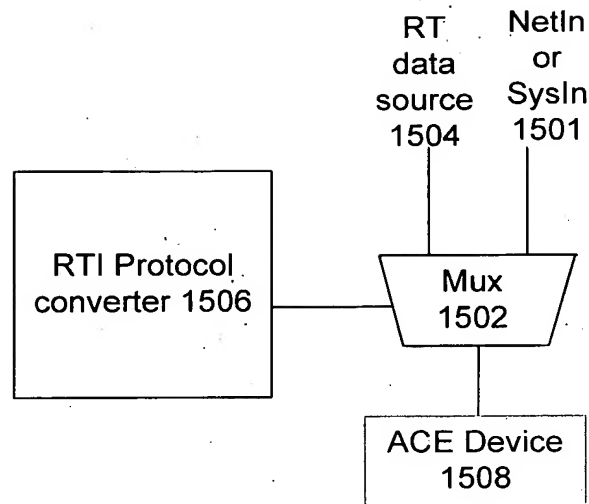 RT
data
source
1504
NetIn
or
SysIn
1501
RTI Protocol
converter 1506
Mux
1502
ACE Device
1508